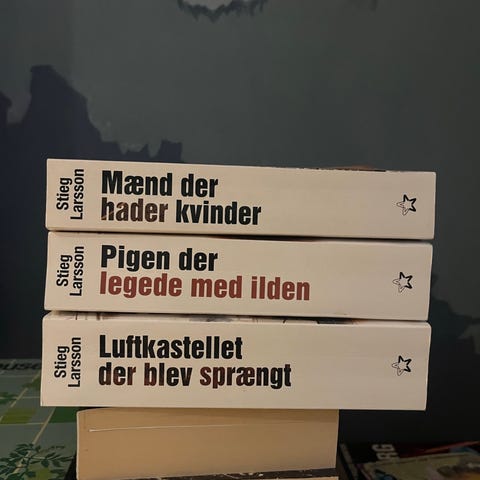 Stieg
Larsson
Mænd der
hader kvinder
Stieg
Larsson
Pigen der
legede med ilden
Stieg
Larsson
Luftkastellet
der blev sprængt